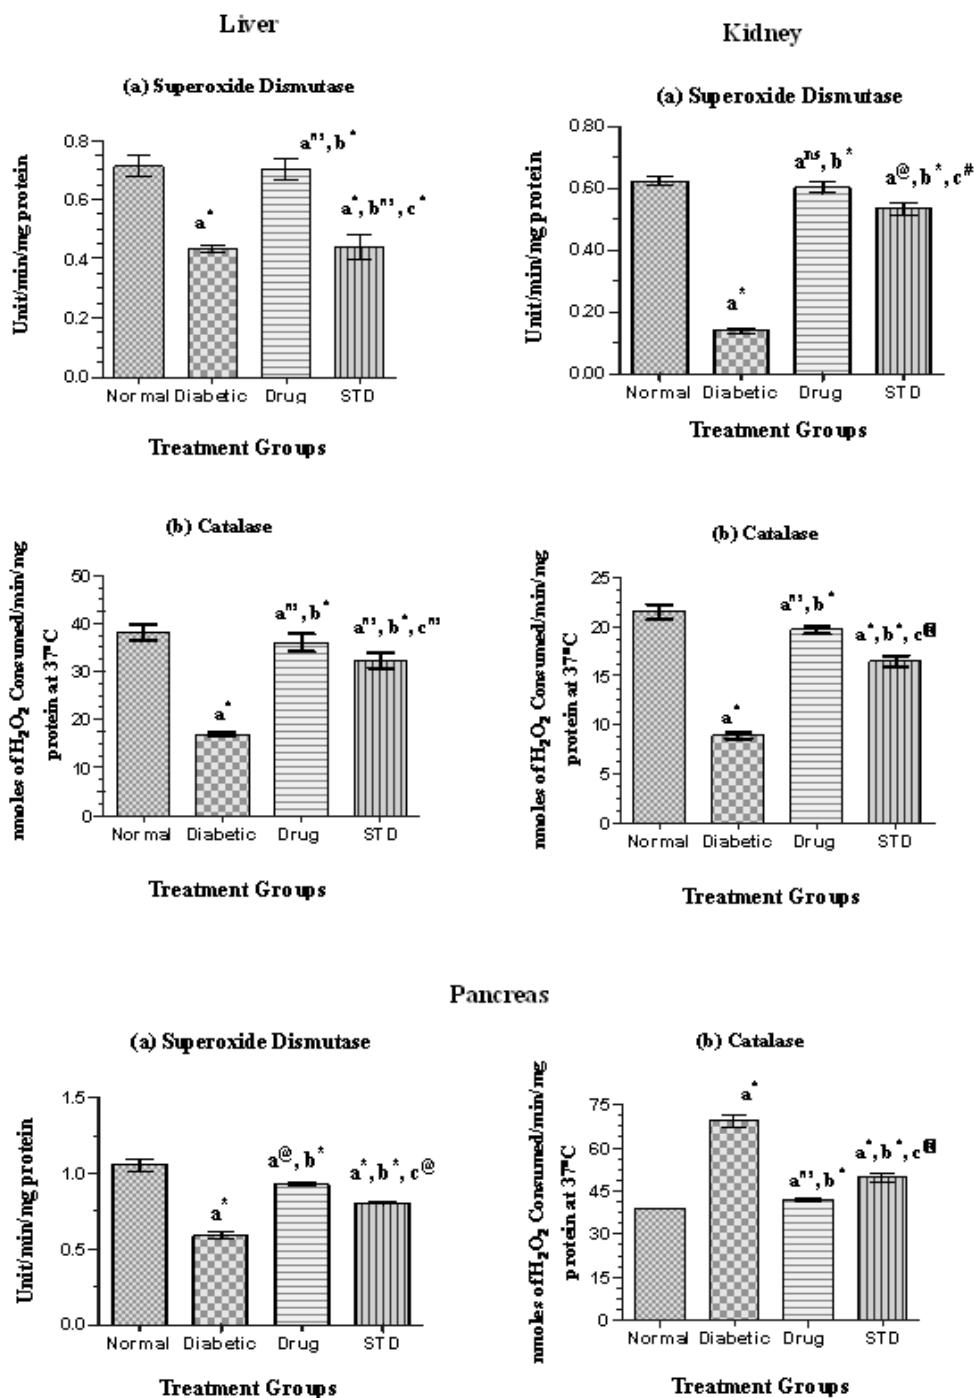 Liver
Kidney
(a) Superoxide Dismutase
(a) Superoxide Dismutase
Unit/min/mg protein
0.8
0.6
0.4
0.2
0.0
a*
a^ns, b*
a*, b^ns, c*
Normal Diabetic Drug STD
Treatment Groups
Unit/min/mg protein
0.80
0.60
0.40
0.20
0.00
a*
a^ns, b*
a@, b*, c#
Normal Diabetic Drug STD
Treatment Groups
(b) Catalase
(b) Catalase
nmoles of H₂O₂ Consumed/min/mg
protein at 37°C
50
40
30
20
10
0
a*
a^ns, b*
a^ns, b*, c^ns
Normal Diabetic Drug STD
Treatment Groups
nmoles of H₂O₂ Consumed/min/mg
protein at 37°C
25
20
15
10
5
0
a*
a^ns, b*
a*, b*, c
Normal Diabetic Drug STD
Treatment Groups
Pancreas
(a) Superoxide Dismutase
(b) Catalase
Unit/min/mg protein
1.5
1.0
0.5
0.0
a*
a@, b*
a*, b*, c@
Normal Diabetic Drug STD
Treatment Groups
nmoles of H₂O₂ Consumed/min/mg
protein at 37°C
75
60
45
30
15
0
a*
a^ns, b*
a*, b*, c
Normal Diabetic Drug STD
Treatment Groups